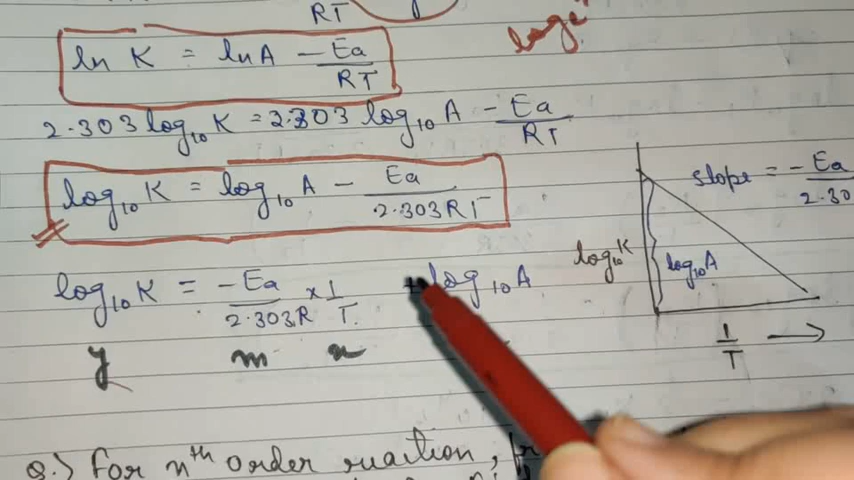 RT
log e
ln K = ln A - Ea/RT
2.303 log₁₀ K = 2.303 log₁₀ A - Ea/RT
log₁₀ K = log₁₀ A - Ea/2.303RT
slope = -Ea/2.30
log₁₀ K
log₁₀ A
1/T →
log₁₀ K = -Ea/2.303R × 1/T + log₁₀ A
y m x
Q.> For nth order reaction,